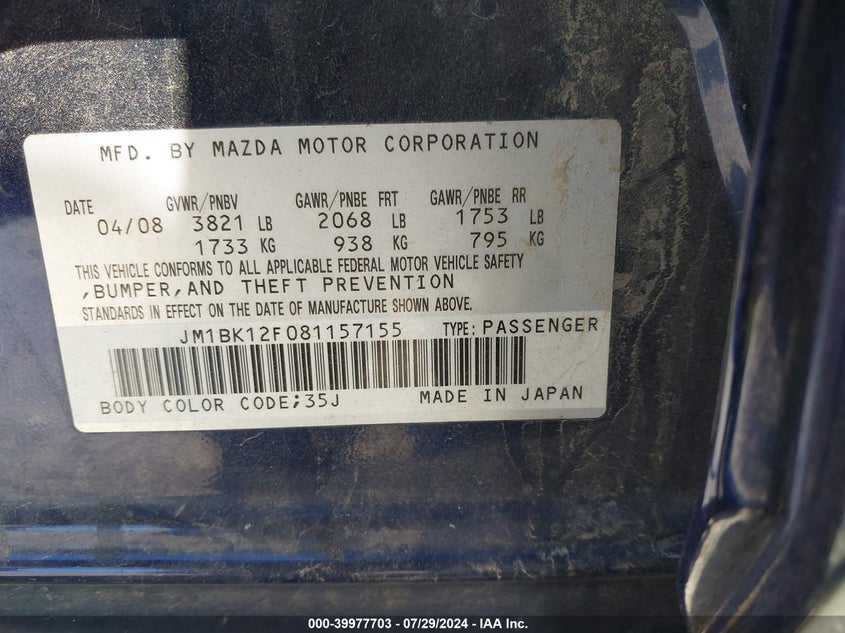 MFD. BY MAZDA MOTOR CORPORATION
DATE GVWR/PNBV GAWR/PNBE FRT GAWR/PNBE RR
04/08 3821 LB 2068 LB 1753 LB
1733 KG 938 KG 795 KG
THIS VEHICLE CONFORMS TO ALL APPLICABLE FEDERAL MOTOR VEHICLE SAFETY
,BUMPER,AND THEFT PREVENTION
STANDARDS IN EFFECT ON THE DATE OF MANUFACTURE SHOWN ABOVE.
JM1BK12F081157155 TYPE: PASSENGER
BODY COLOR CODE;35J MADE IN JAPAN
000-39977703 - 07/29/2024 - IAA Inc.